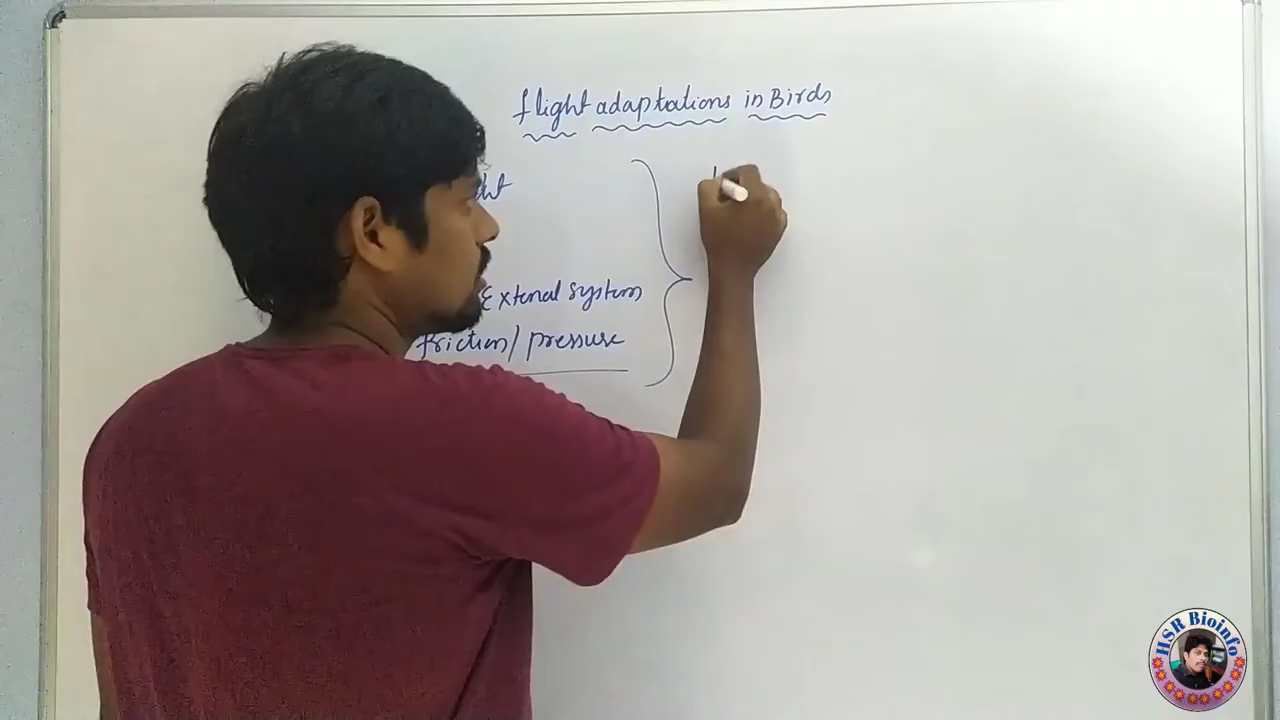 flight adaptations in Birds
External system
friction/ pressure
HSR Bioinfo